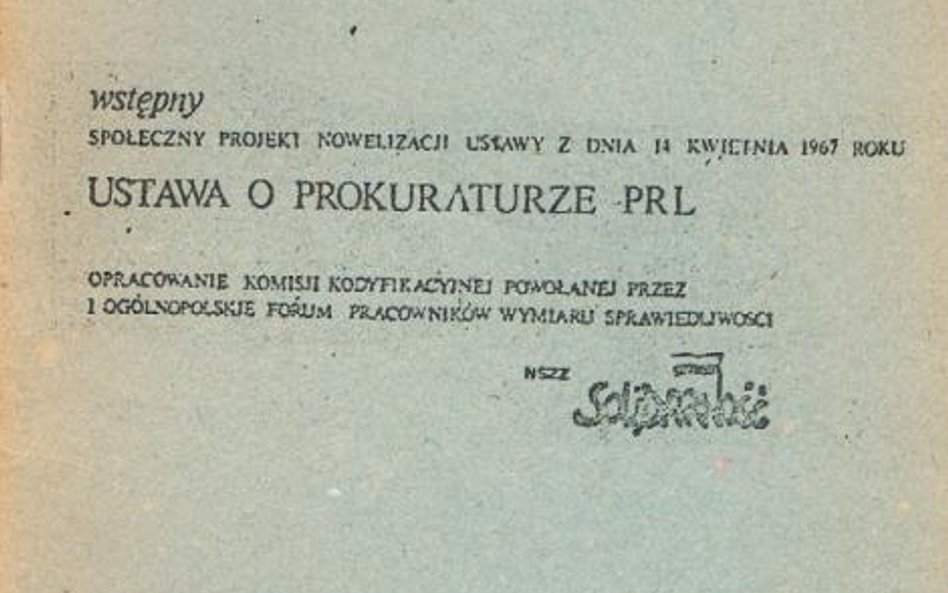 wstępny
SPOŁECZNY PROJEKT NOWELIZACJI USTAWY Z DNIA 14 KWIETNIA 1967 ROKU
USTAWA O PROKURATURZE PRL
OPRACOWANIE KOMISJI KODYFIKACYJNEJ POWOŁANEJ PRZEZ
I OGÓLNOPOLSKIE FORUM PRACOWNIKÓW WYMIARU SPRAWIEDLIWOSCI
NSZZ
Solidarność